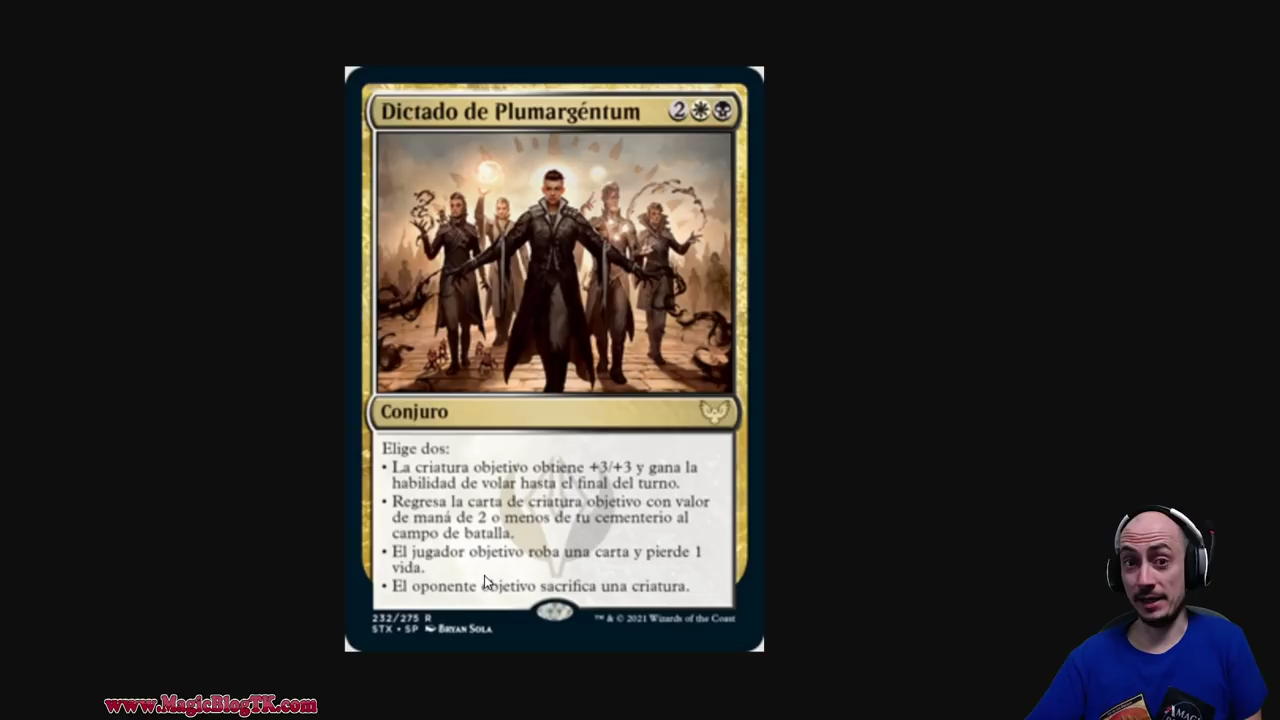 Dictado de Plumargéntum 2
Conjuro
Elige dos:
• La criatura objetivo obtiene +3/+3 y gana la
habilidad de volar hasta el final del turno.
• Regresa la carta de criatura objetivo con valor
de maná de 2 o menos de tu cementerio al
campo de batalla.
• El jugador objetivo roba una carta y pierde 1
vida.
• El oponente objetivo sacrifica una criatura.
232/275 R
STX • SP Bryan Sola
™ & © 2021 Wizards of the Coast
www.MagicBlogTK.com